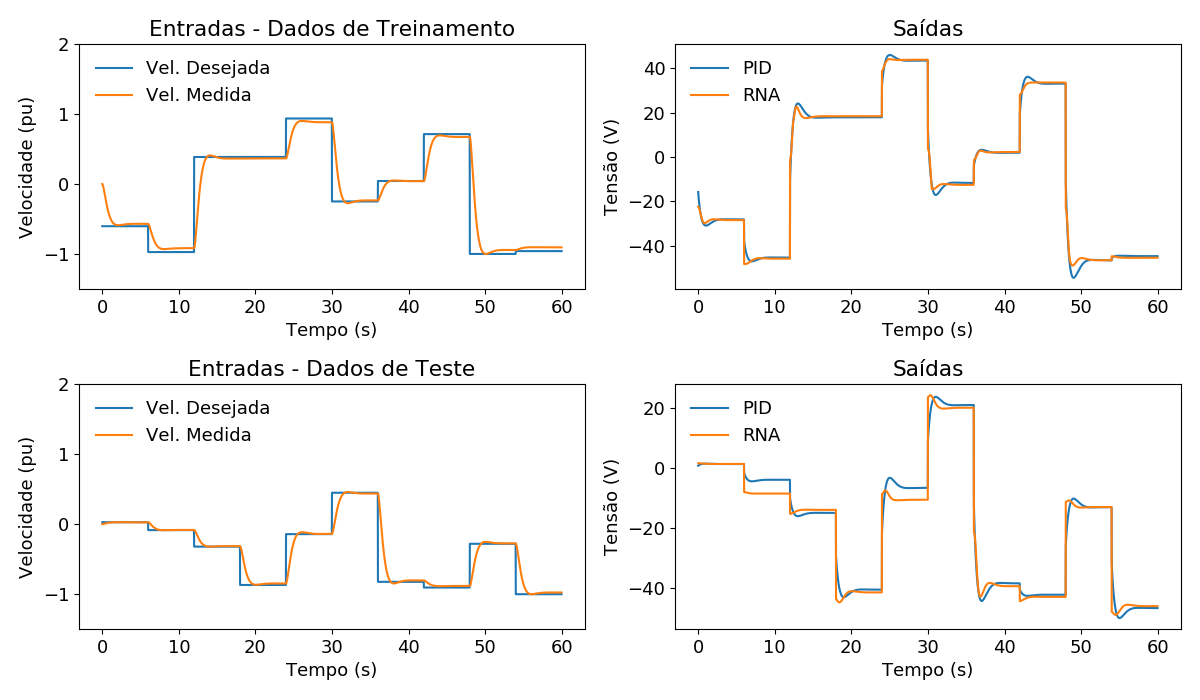 Entradas - Dados de Treinamento
2
1
0
−1
Velocidade (pu)
Vel. Desejada
Vel. Medida
0 10 20 30 40 50 60
Tempo (s)
Saídas
40
20
0
−20
−40
Tensão (V)
PID
RNA
0 10 20 30 40 50 60
Tempo (s)
Entradas - Dados de Teste
2
1
0
−1
Velocidade (pu)
Vel. Desejada
Vel. Medida
0 10 20 30 40 50 60
Tempo (s)
Saídas
20
0
−20
−40
Tensão (V)
PID
RNA
0 10 20 30 40 50 60
Tempo (s)